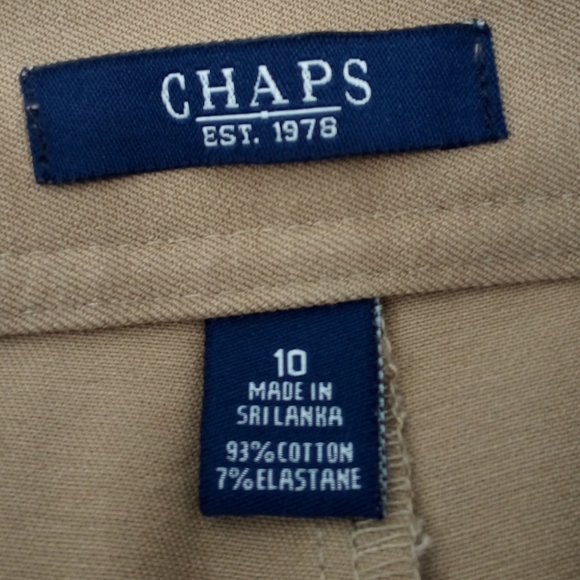 CHAPS
EST. 1978
10
MADE IN
SRI LANKA
93% COTTON
7% ELASTANE